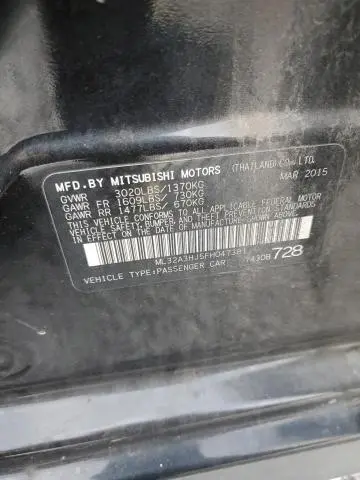 MFD.BY MITSUBISHI MOTORS (THAILAND) CO., LTD.
MAR 2015
GVWR 3020LBS/1370KG
GAWR FR 1609LBS/ 730KG
GAWR RR 1477LBS/ 670KG
THIS VEHICLE CONFORMS TO ALL APPLICABLE FEDERAL MOTOR
VEHICLE SAFETY, BUMPER, AND THEFT PREVENTION STANDARDS
IN EFFECT ON THE DATE OF MANUFACTURE SHOWN ABOVE.
ML32A3HJ5FH047381
VEHICLE TYPE:PASSENGER CAR 728